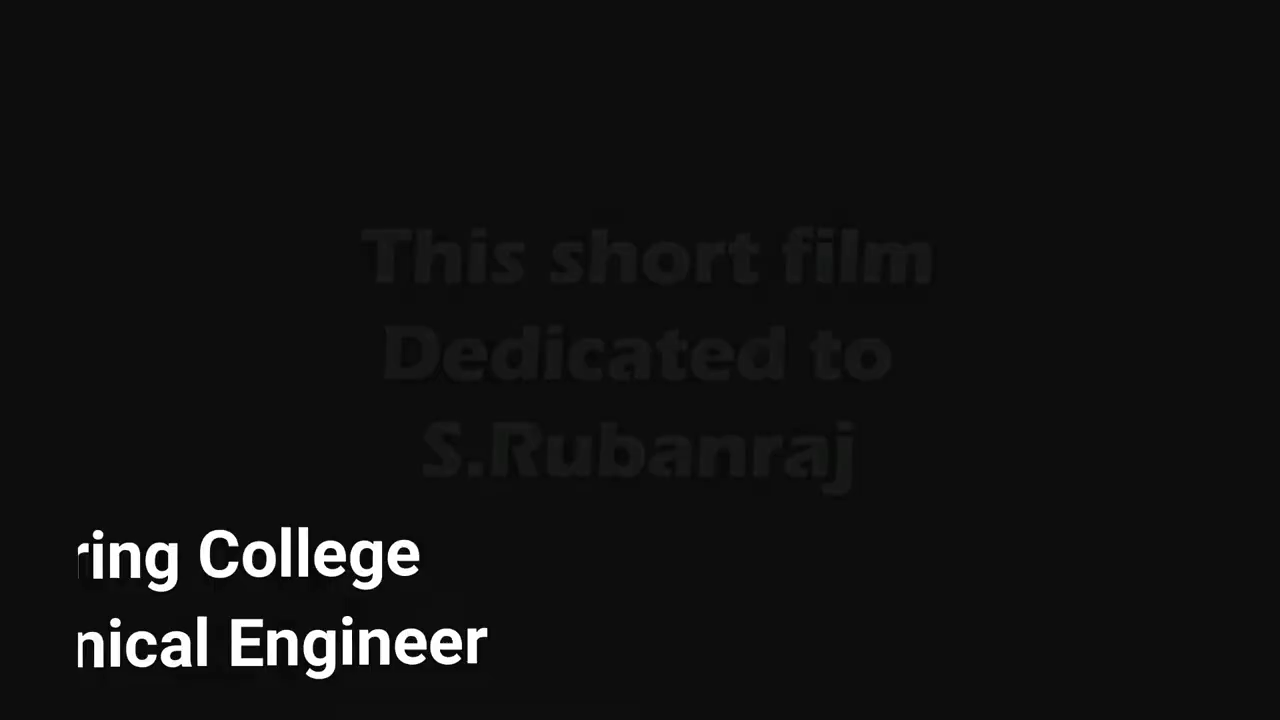 This short film
Dedicated to
S.Rubanraj
ring College
nical Engineer